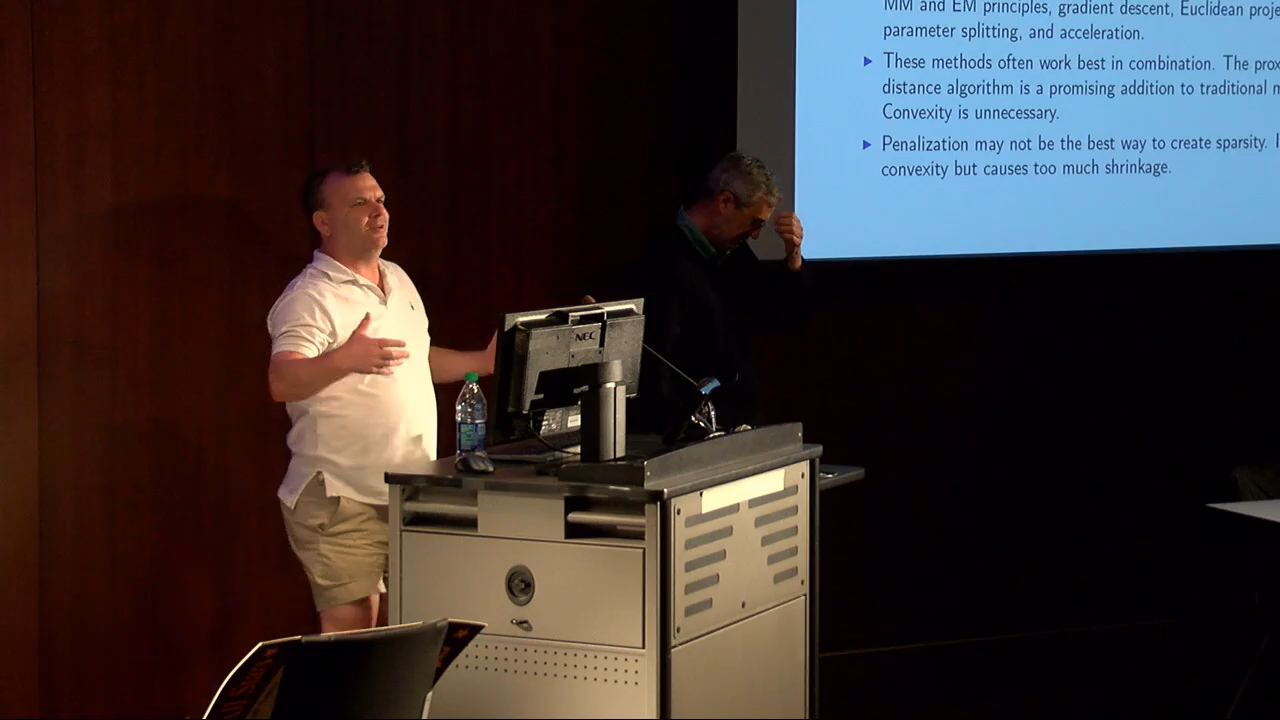 MM and EM principles, gradient descent, Euclidean proje
parameter splitting, and acceleration.
These methods often work best in combination. The prox
distance algorithm is a promising addition to traditional m
Convexity is unnecessary.
Penalization may not be the best way to create sparsity. I
convexity but causes too much shrinkage.
NEC